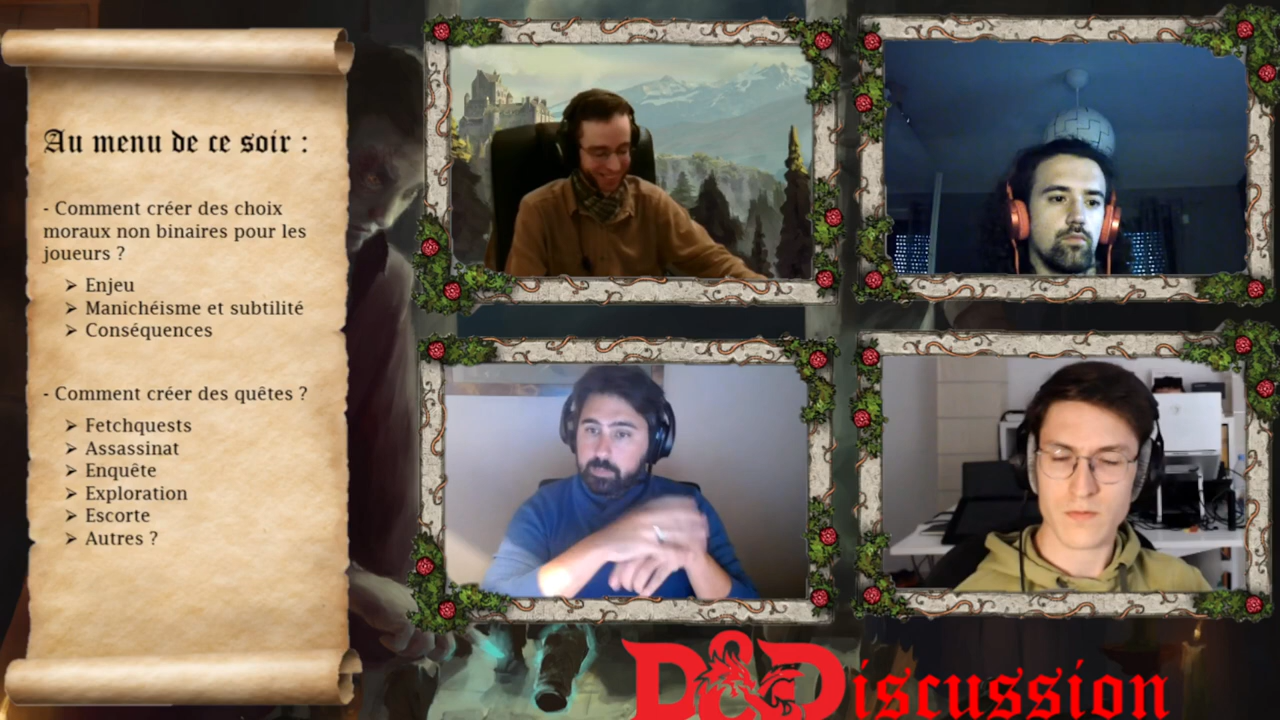 Au menu de ce soir :
- Comment créer des choix
moraux non binaires pour les
joueurs ?
➢ Enjeu
➢ Manichéisme et subtilité
➢ Conséquences
- Comment créer des quêtes ?
➢ Fetchquests
➢ Assassinat
➢ Enquête
➢ Exploration
➢ Escorte
➢ Autres ?
D&Discussion